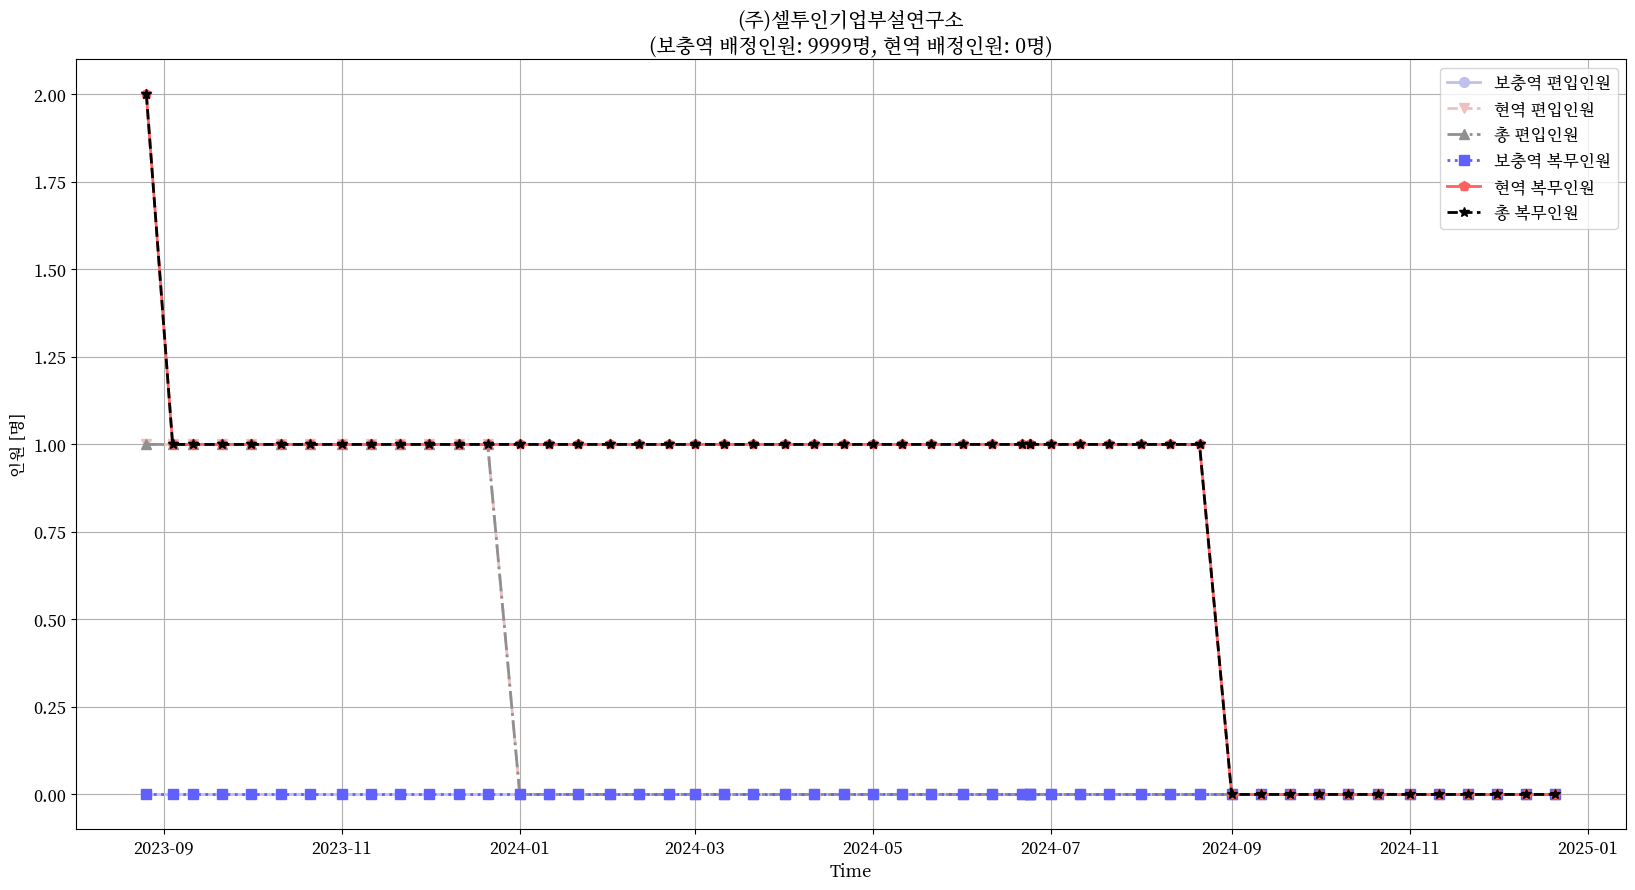 (주)셀투인기업부설연구소
(보충역 배정인원: 9999명, 현역 배정인원: 0명)
보충역 편입인원
현역 편입인원
총 편입인원
보충역 복무인원
현역 복무인원
총 복무인원
2.00
1.75
1.50
1.25
1.00
0.75
0.50
0.25
0.00
인원 [명]
2023-09 2023-11 2024-01 2024-03 2024-05 2024-07 2024-09 2024-11 2025-01
Time